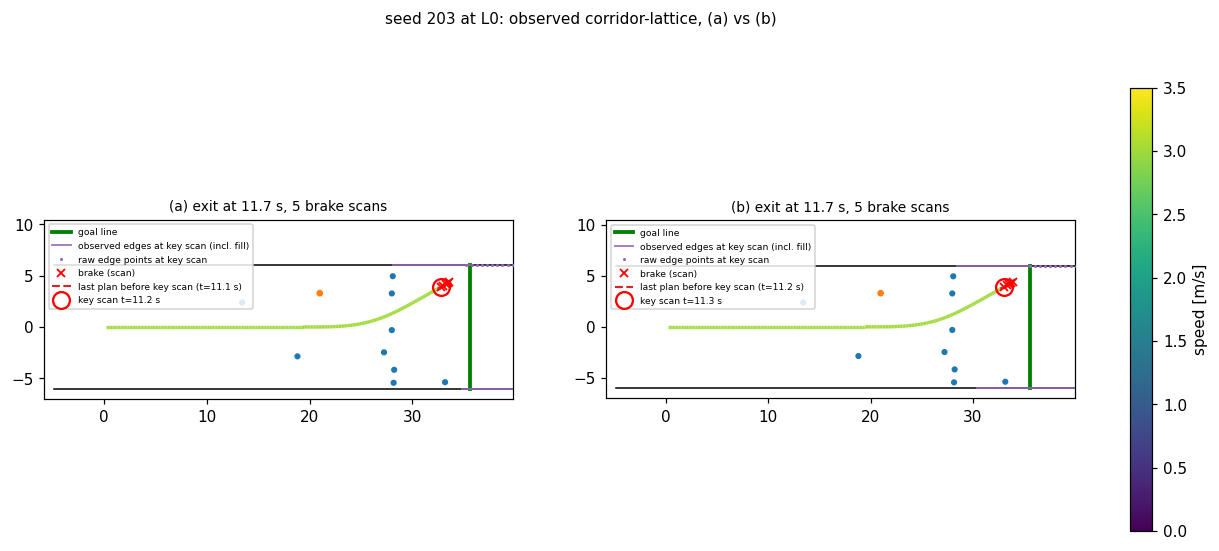 seed 203 at L0: observed corridor-lattice, (a) vs (b)
(a) exit at 11.7 s, 5 brake scans
10
5
0
−5
0
10
20
30
goal line
observed edges at key scan (incl. fill)
raw edge points at key scan
brake (scan)
last plan before key scan (t=11.1 s)
key scan t=11.2 s
(b) exit at 11.7 s, 5 brake scans
10
5
0
−5
0
10
20
30
goal line
observed edges at key scan (incl. fill)
raw edge points at key scan
brake (scan)
last plan before key scan (t=11.2 s)
key scan t=11.3 s
3.5
3.0
2.5
2.0
1.5
1.0
0.5
0.0
speed [m/s]